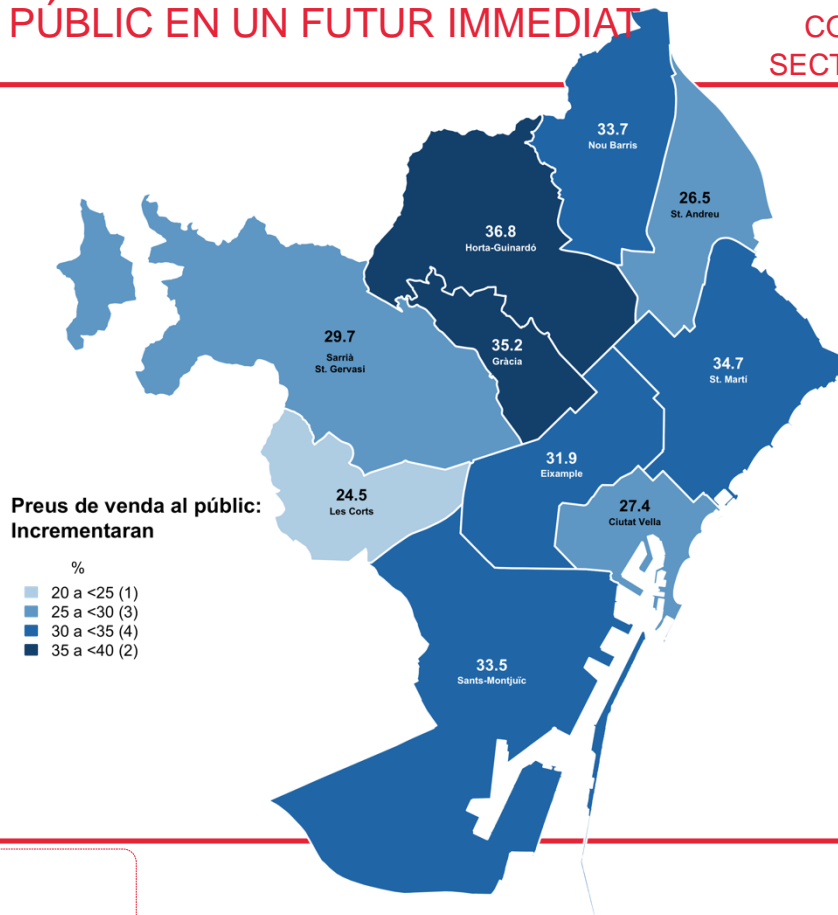 PÚBLIC EN UN FUTUR IMMEDIAT
33.7
Nou Barris
26.5
St. Andreu
36.8
Horta-Guinardó
29.7
Sarrià
St. Gervasi
35.2
Gràcia
34.7
St. Martí
31.9
Eixample
24.5
Les Corts
27.4
Ciutat Vella
33.5
Sants-Montjuïc
Preus de venda al públic:
Incrementaran
%
20 a <25 (1)
25 a <30 (3)
30 a <35 (4)
35 a <40 (2)